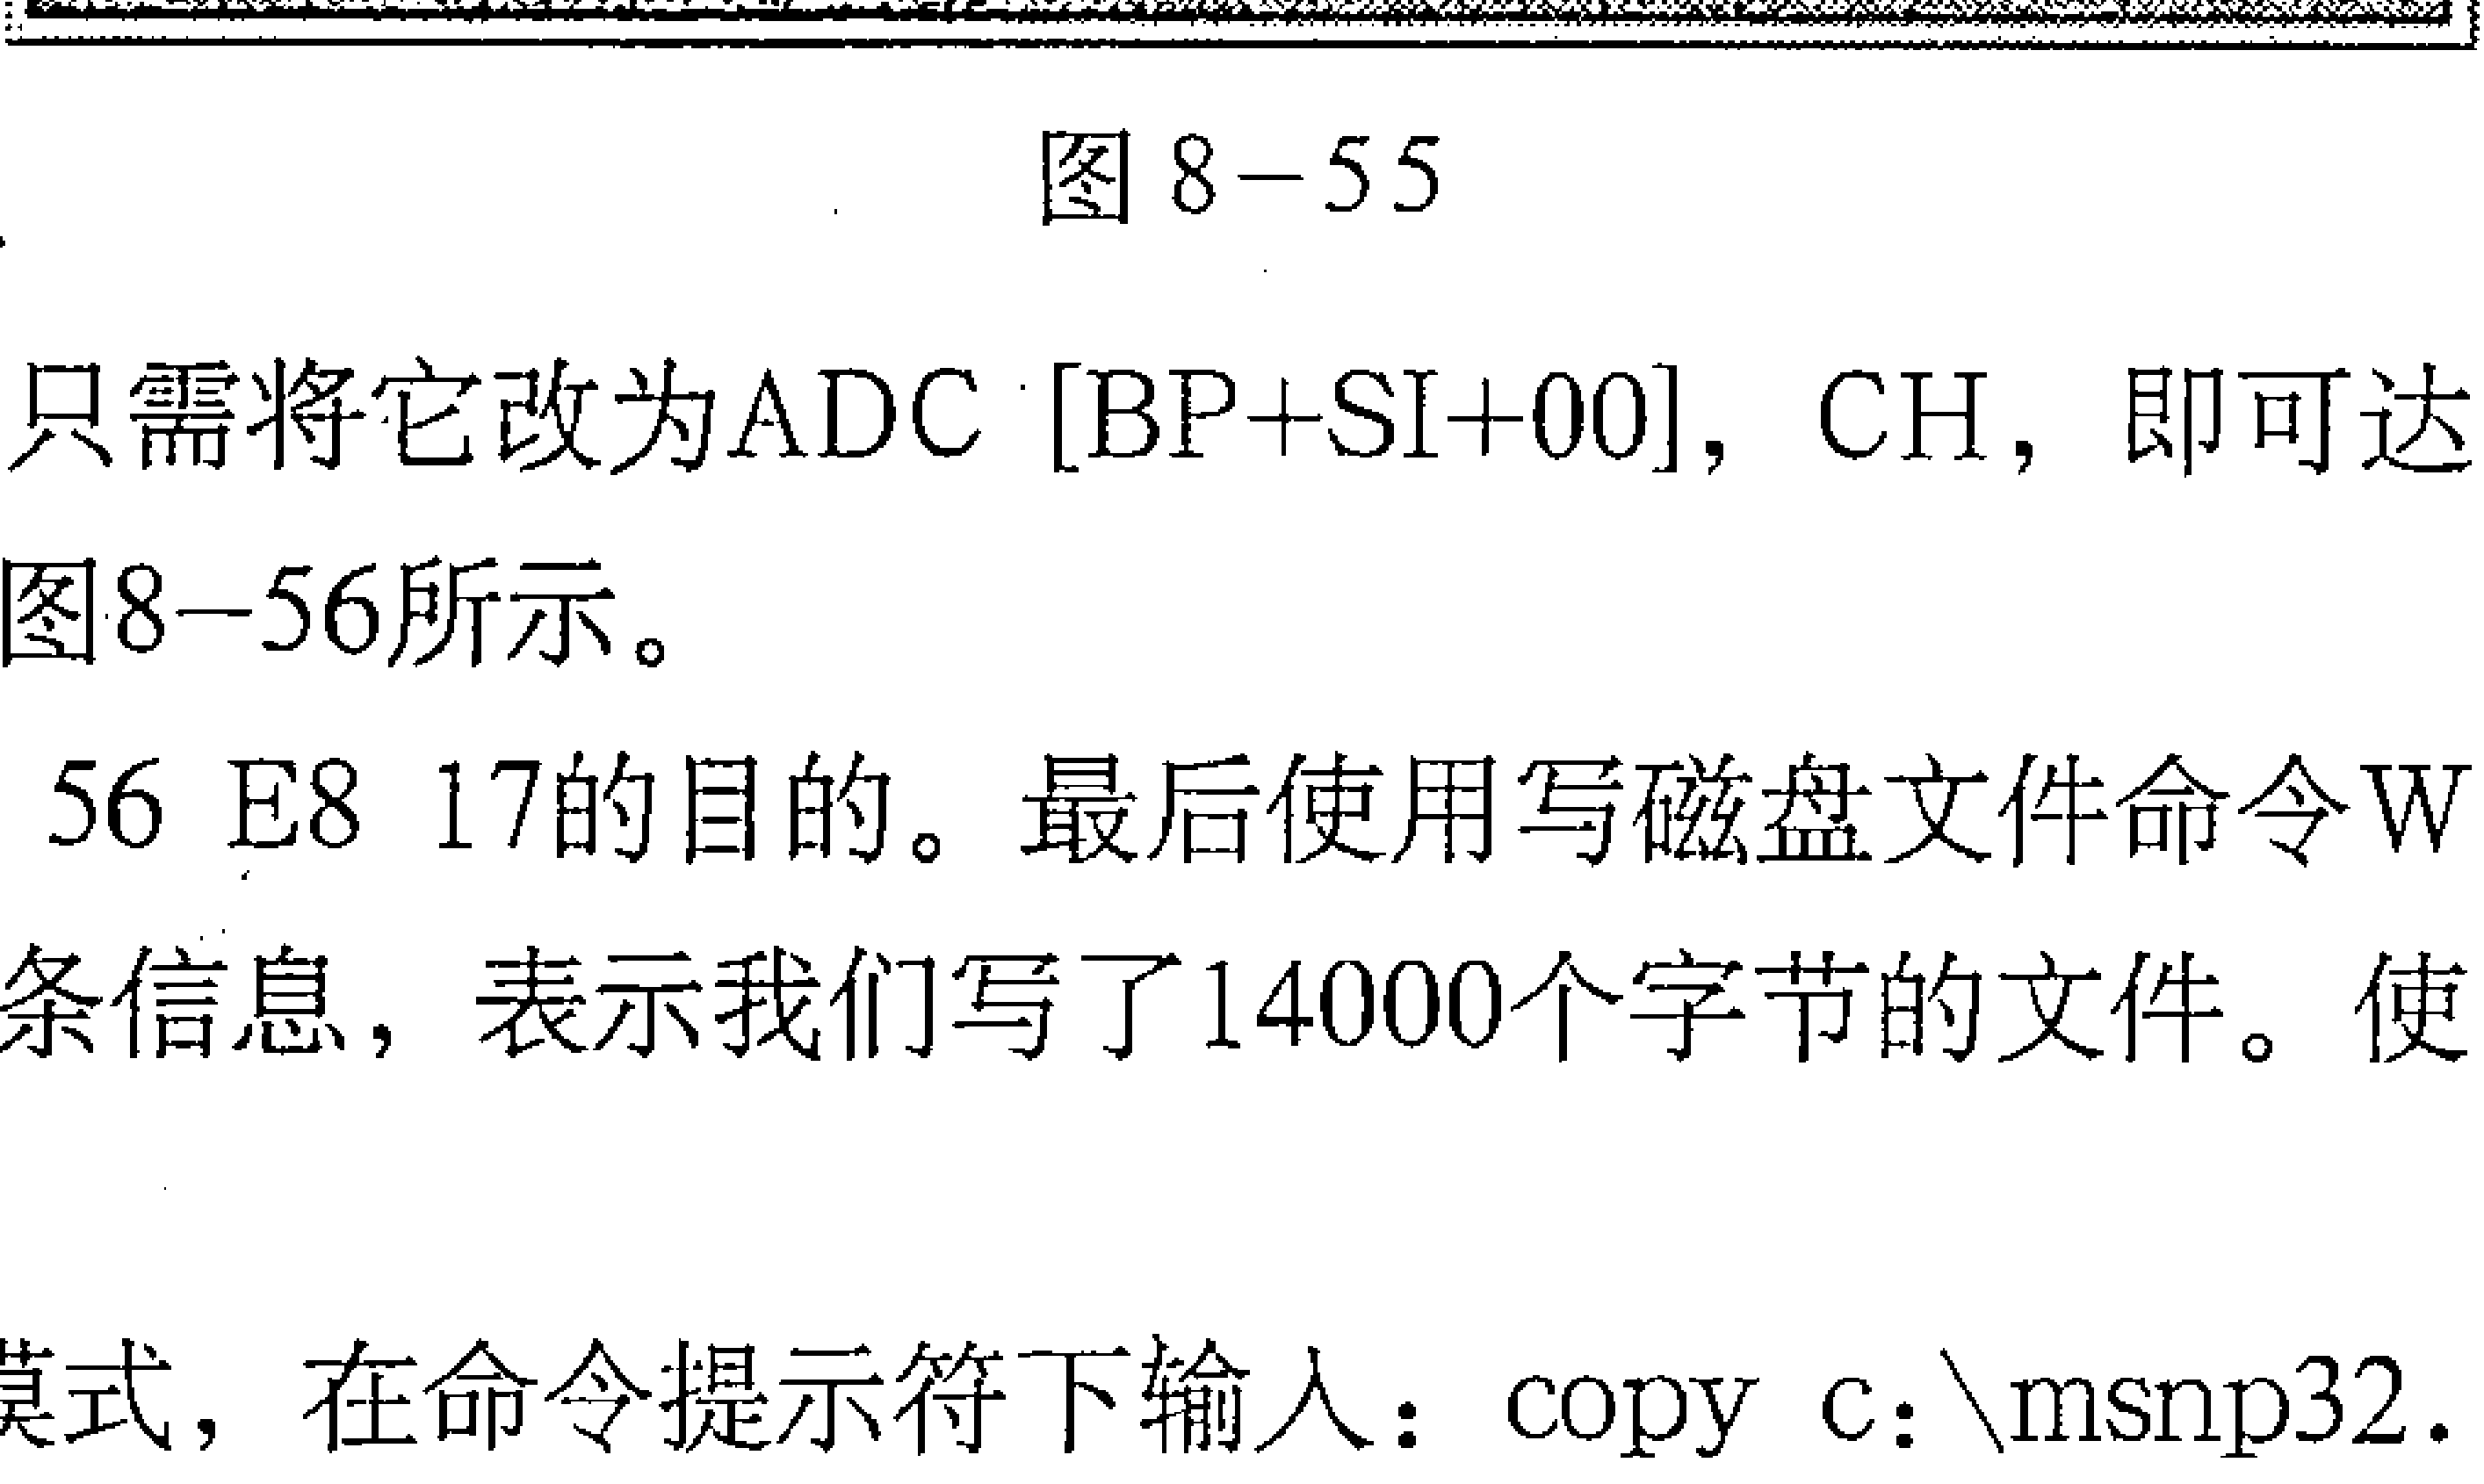 图 8-55
只需将它改为ADC [BP+SI+00], CH, 即可达
图8-56所示。
56 E8 17的目的。最后使用写磁盘文件命令W
条信息，表示我们写了14000个字节的文件。使
模式，在命令提示符下输入：copy c:\msnp32.